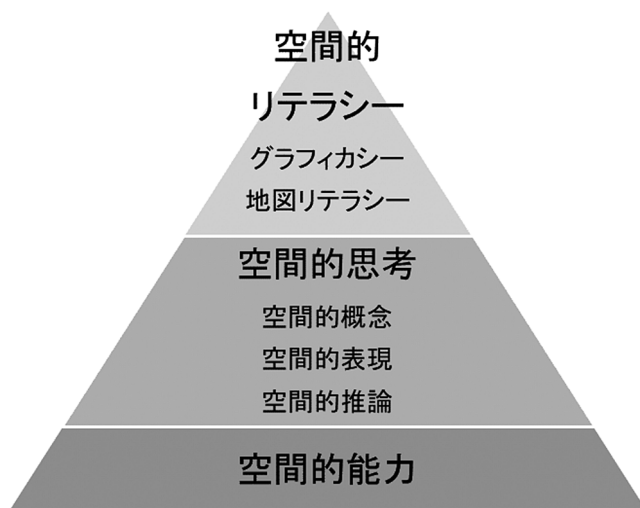 空間的
リテラシー
グラフィカシー
地図リテラシー
空間的思考
空間的概念
空間的表現
空間的推論
空間的能力